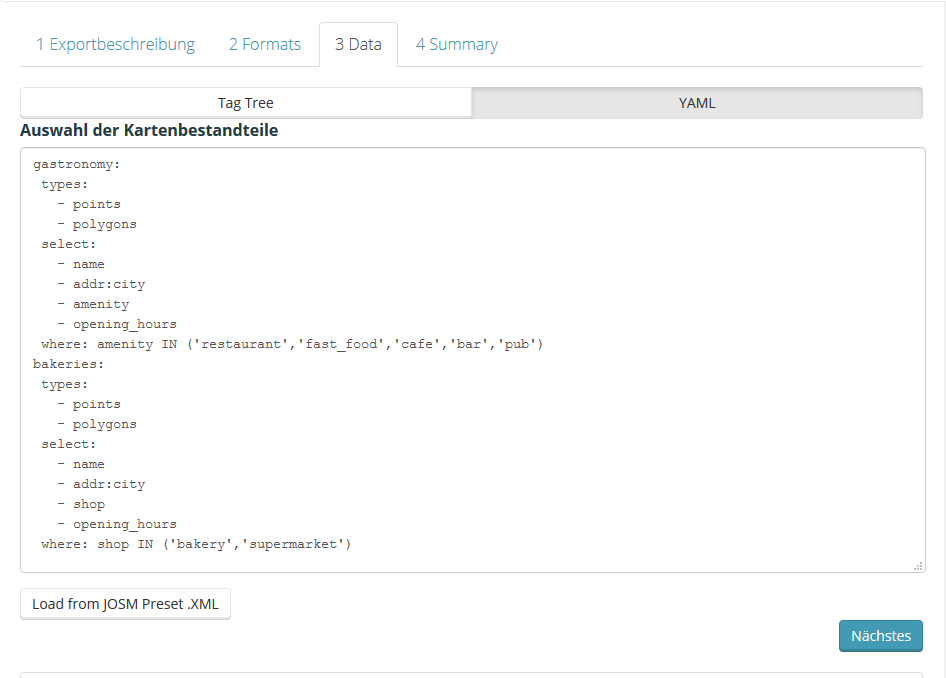 1 Exportbeschreibung 2 Formats 3 Data 4 Summary
Tag Tree YAML
Auswahl der Kartenbestandteile
gastronomy:
 types:
   - points
   - polygons
 select:
   - name
   - addr:city
   - amenity
   - opening_hours
 where: amenity IN ('restaurant','fast_food','cafe','bar','pub')
bakeries:
 types:
   - points
   - polygons
 select:
   - name
   - addr:city
   - shop
   - opening_hours
 where: shop IN ('bakery','supermarket')
Load from JOSM Preset .XML
Nächstes